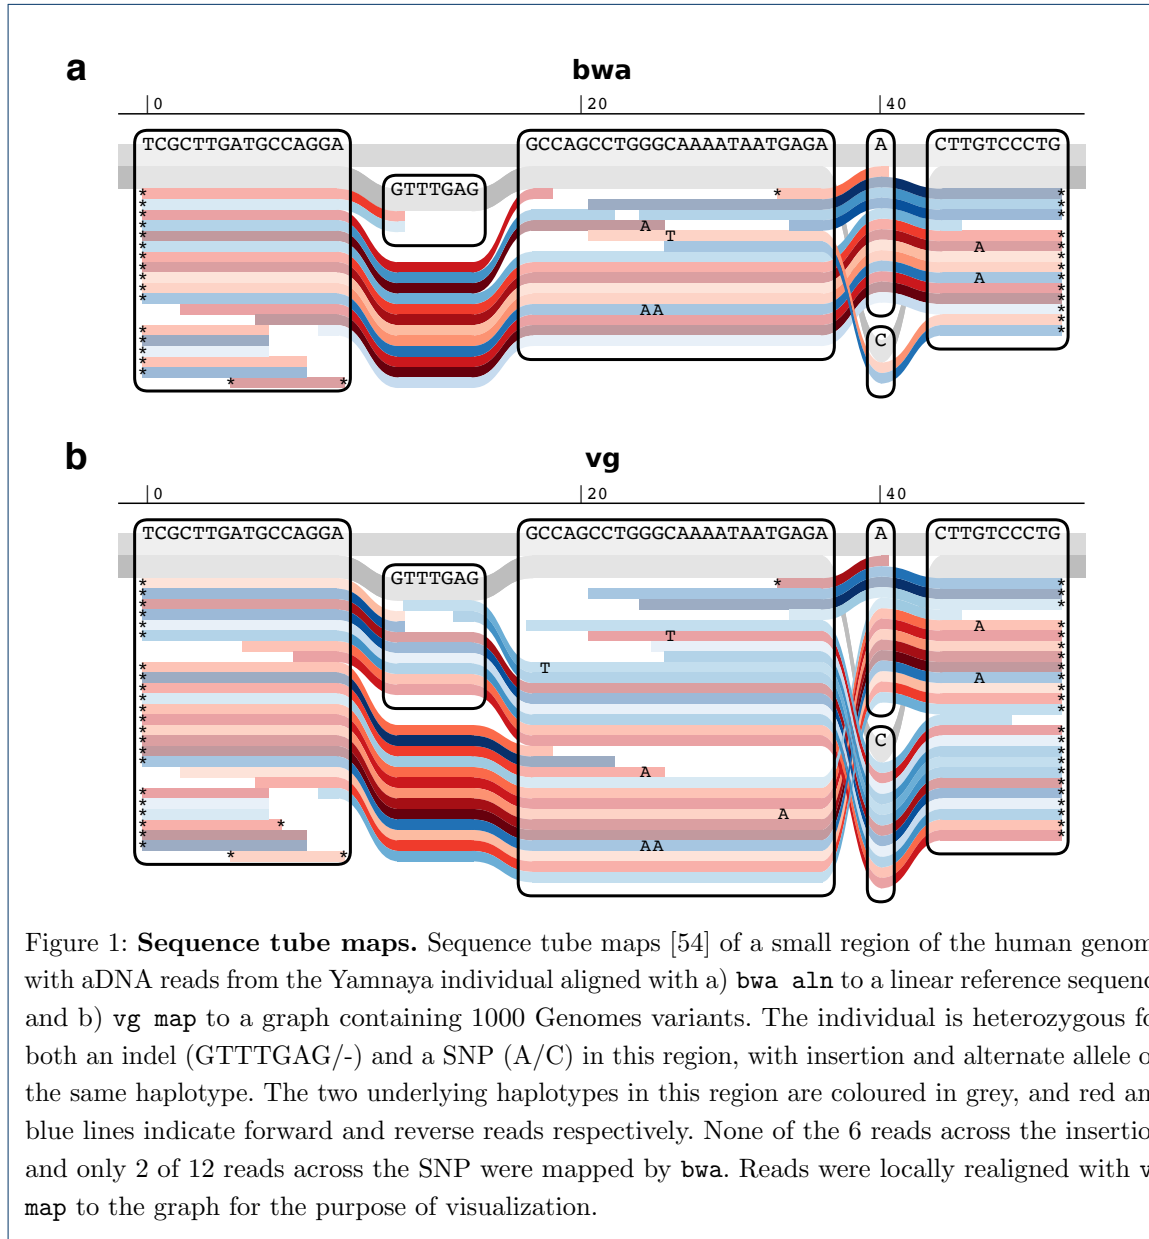 a
bwa
0 20 40
TCGCTTGATGCCAGGA GCCAGCCTGGGCAAAATAATGAGA A CTTGTCCCTG
GTTTGAG
*
*
A
T
A
A
AA
C
* *
b
vg
0 20 40
TCGCTTGATGCCAGGA GCCAGCCTGGGCAAAATAATGAGA A CTTGTCCCTG
GTTTGAG
*
*
A
T
T
A
C
A
A
*
AA
* *
Figure 1: Sequence tube maps. Sequence tube maps [54] of a small region of the human genom
with aDNA reads from the Yamnaya individual aligned with a) bwa aln to a linear reference sequenc
and b) vg map to a graph containing 1000 Genomes variants. The individual is heterozygous fo
both an indel (GTTTGAG/-) and a SNP (A/C) in this region, with insertion and alternate allele o
the same haplotype. The two underlying haplotypes in this region are coloured in grey, and red an
blue lines indicate forward and reverse reads respectively. None of the 6 reads across the insertio
and only 2 of 12 reads across the SNP were mapped by bwa. Reads were locally realigned with v
map to the graph for the purpose of visualization.